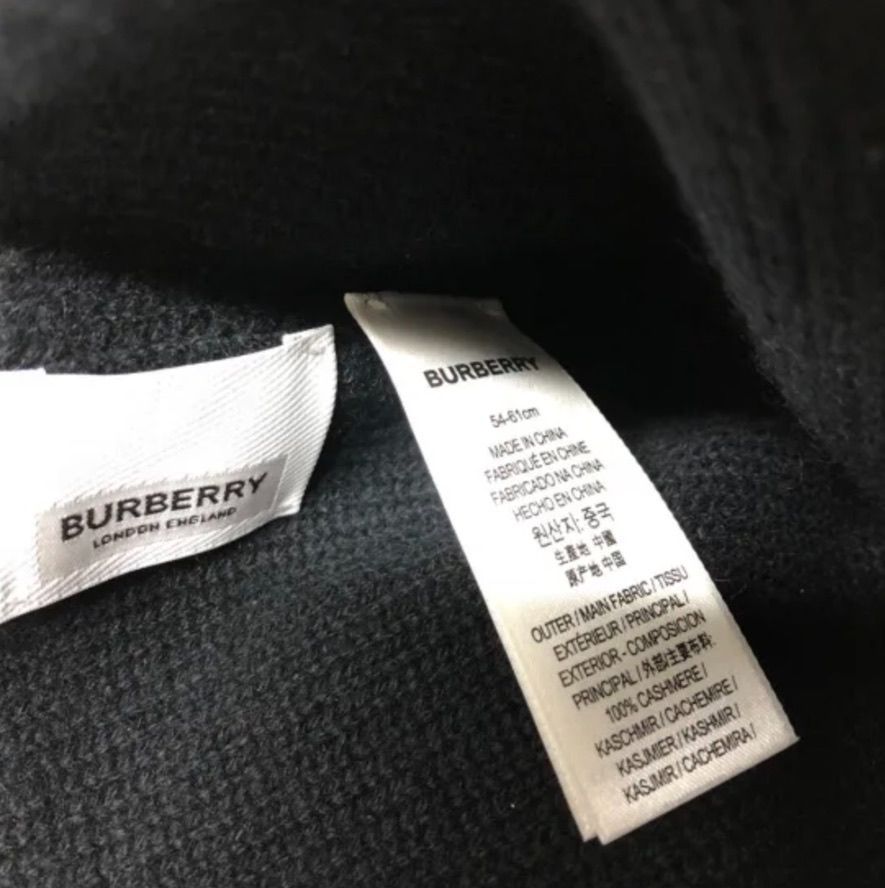 BURBERRY
LONDON ENGLAND
BURBERRY
54-61cm
MADE IN CHINA
FABRIQUÉ EN CHINE
FABRICADO NA CHINA
HECHO EN CHINA
원산지: 중국
生產地 中國
原产地 中国
OUTER / MAIN FABRIC / TISSU
EXTÉRIEUR / PRINCIPAL /
EXTERIOR - COMPOSICION
PRINCIPAL / 外部/主要布料:
100% CASHMERE /
KASCHMIR / CACHEMIRE /
KASJMIER / KASHMIR /
KASJMIR / CACHEMIRA /